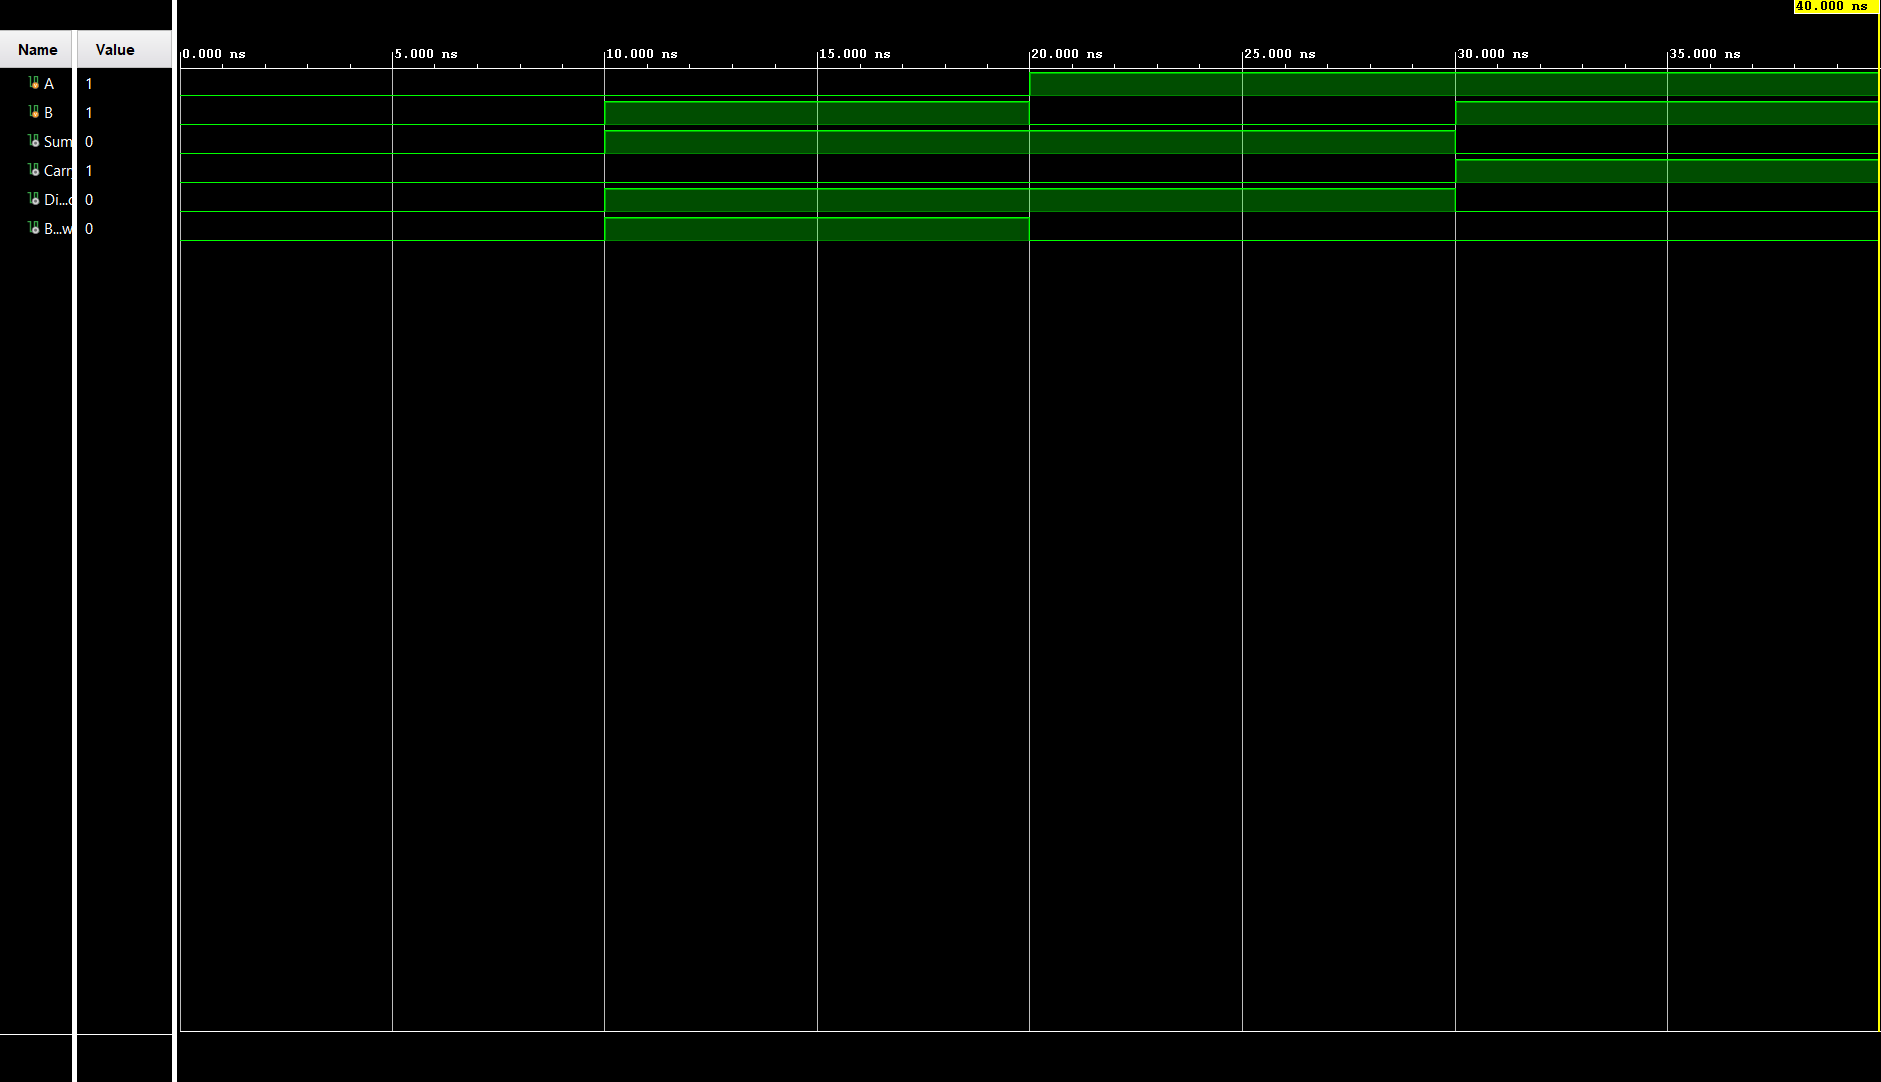 40.000 ns
Name Value
0.000 ns 5.000 ns 10.000 ns 15.000 ns 20.000 ns 25.000 ns 30.000 ns 35.000 ns
A 1
B 1
Sum 0
Carr 1
Di...c 0
B...w 0